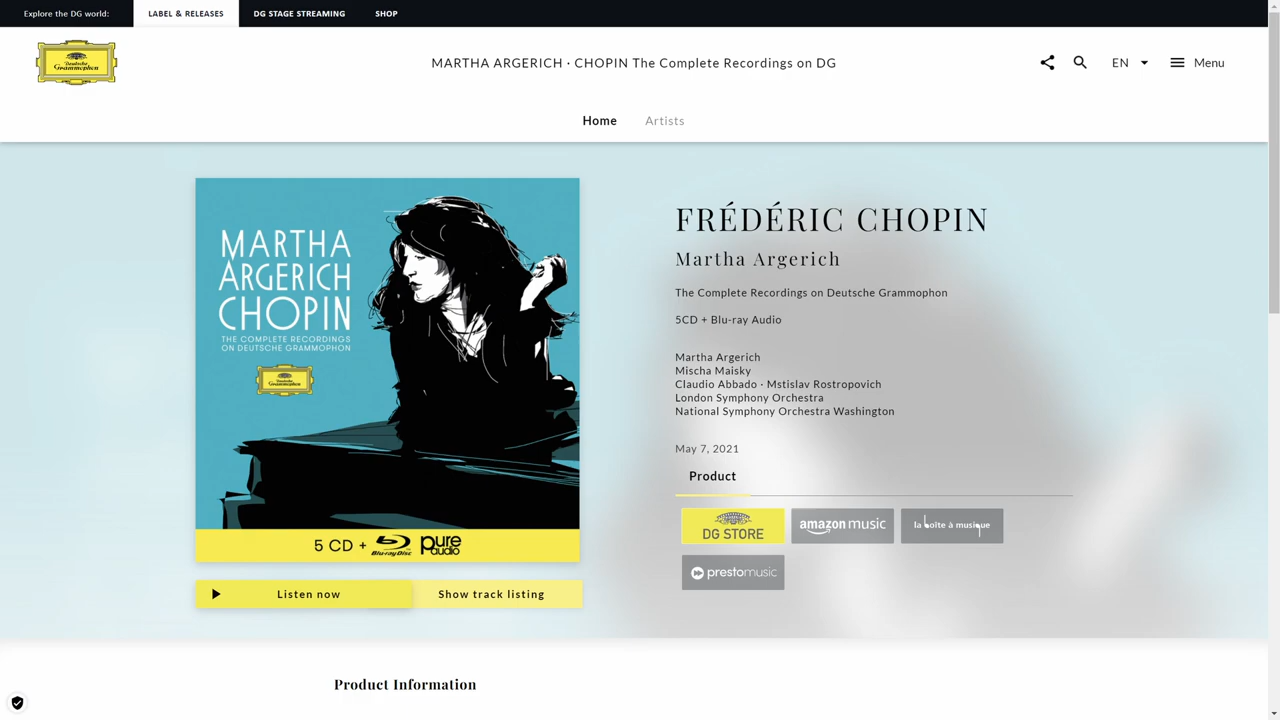 Explore the DG world:
LABEL & RELEASES
DG STAGE STREAMING
SHOP
Deutsche
Grammophon
MARTHA ARGERICH · CHOPIN The Complete Recordings on DG
EN
Menu
Home
Artists
MARTHA
ARGERICH
CHOPIN
THE COMPLETE RECORDINGS
ON DEUTSCHE GRAMMOPHON
Deutsche
Grammophon
5 CD + Blu-ray Disc pure audio
Listen now
Show track listing
FRÉDÉRIC CHOPIN
Martha Argerich
The Complete Recordings on Deutsche Grammophon
5CD + Blu-ray Audio
Martha Argerich
Mischa Maisky
Claudio Abbado · Mstislav Rostropovich
London Symphony Orchestra
National Symphony Orchestra Washington
May 7, 2021
Product
DG STORE
amazon music
la boîte à musique
prestomusic
Product Information